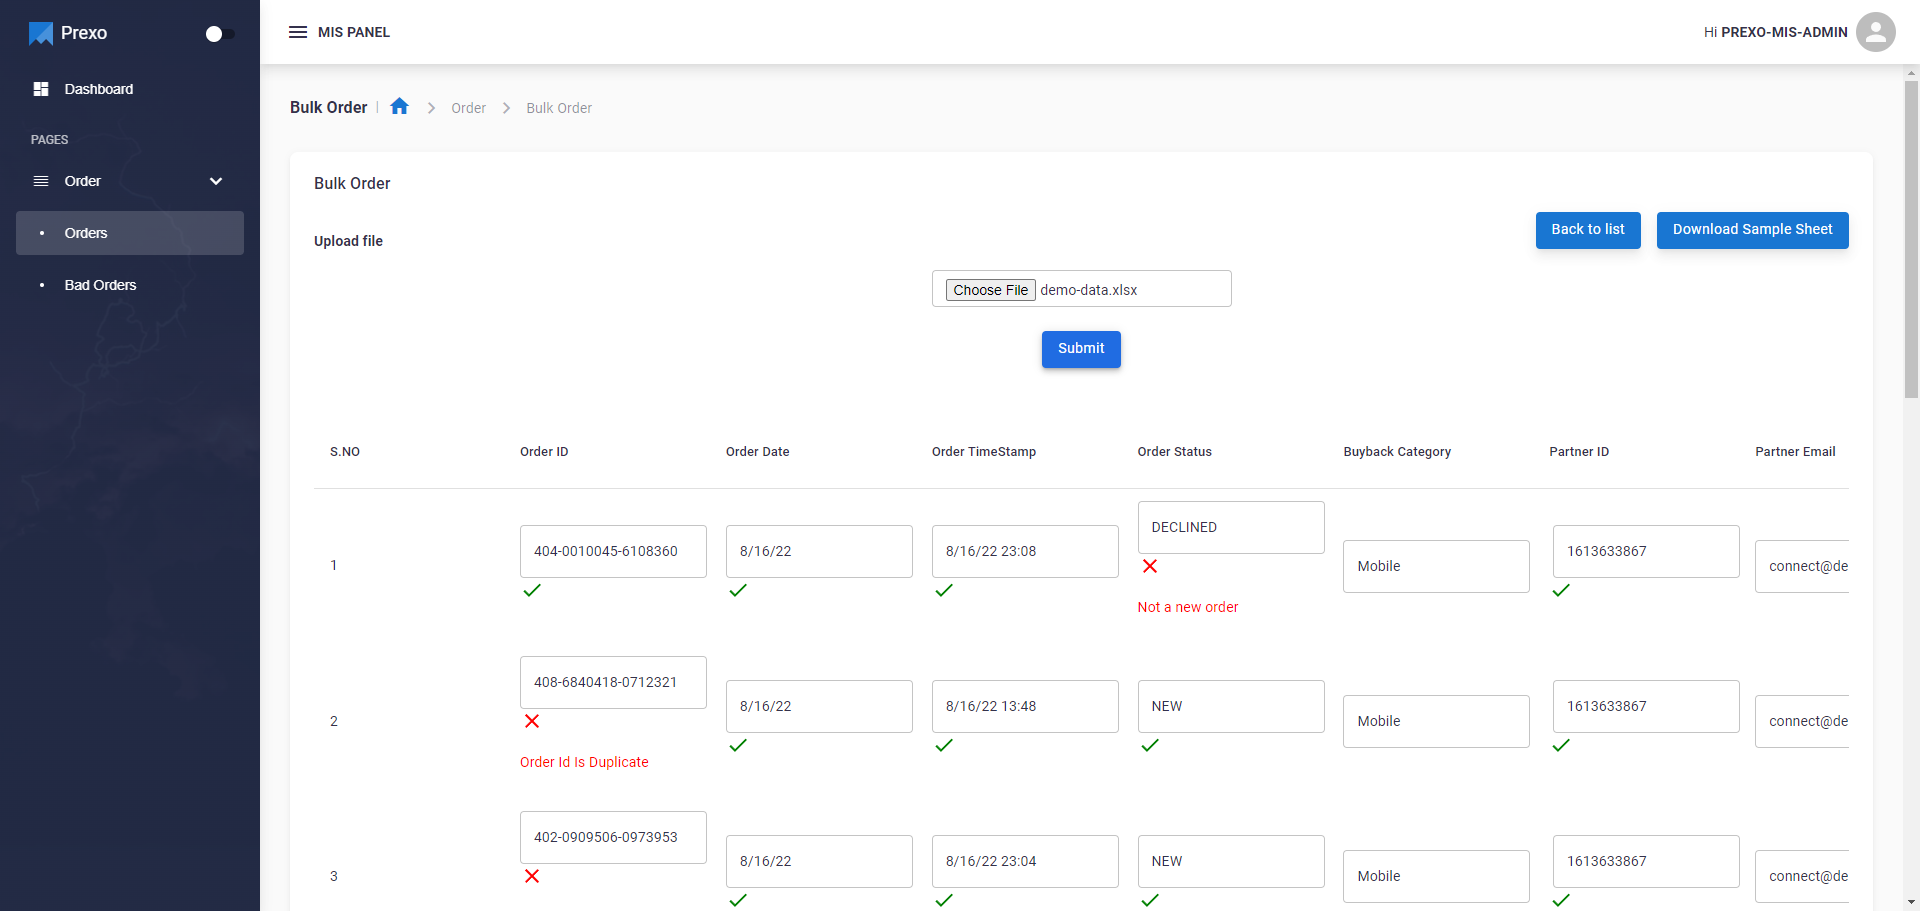 Prexo
MIS PANEL
Hi PREXO-MIS-ADMIN
Dashboard
PAGES
Order
Orders
Bad Orders
Bulk Order
Order
Bulk Order
Bulk Order
Upload file
Back to list
Download Sample Sheet
Choose File demo-data.xlsx
Submit
S.NO Order ID Order Date Order TimeStamp Order Status Buyback Category Partner ID Partner Email
1 404-0010045-6108360 8/16/22 8/16/22 23:08 DECLINED Mobile 1613633867 connect@de
Not a new order
2 408-6840418-0712321 8/16/22 8/16/22 13:48 NEW Mobile 1613633867 connect@de
Order Id Is Duplicate
3 402-0909506-0973953 8/16/22 8/16/22 23:04 NEW Mobile 1613633867 connect@de